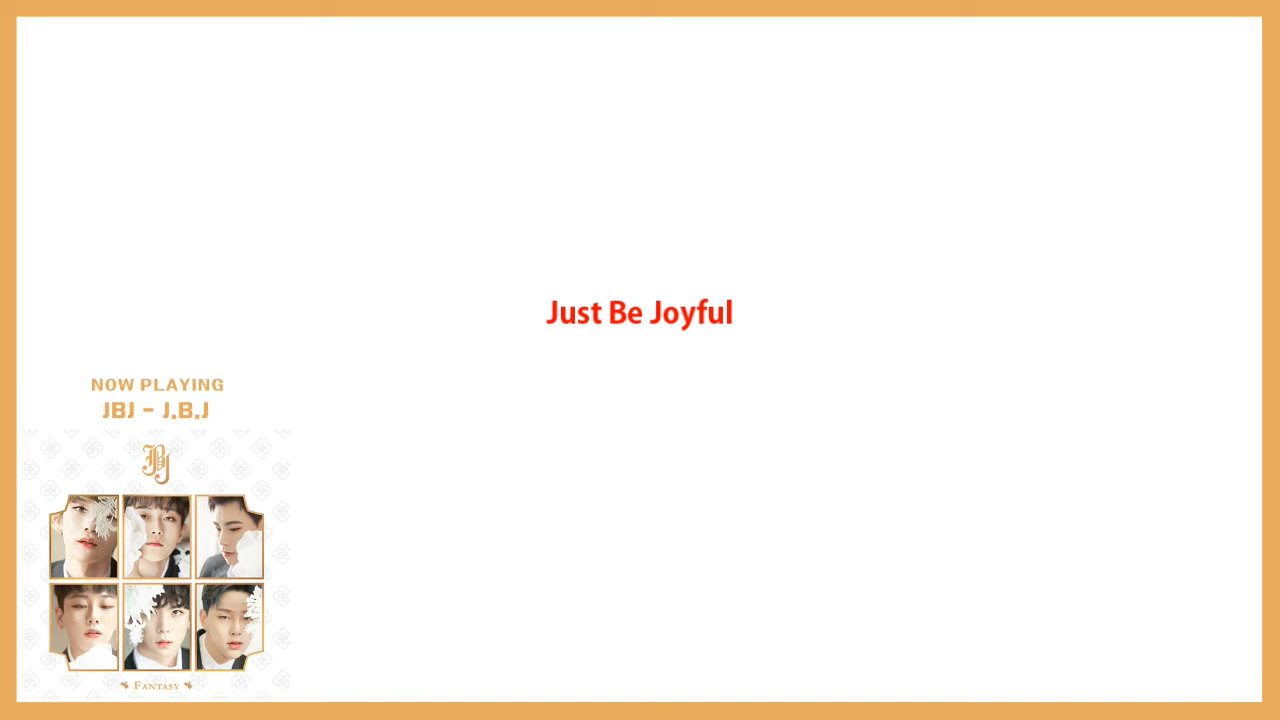 Just Be Joyful
NOW PLAYING
JBJ - J.B.J
JBJ
FANTASY